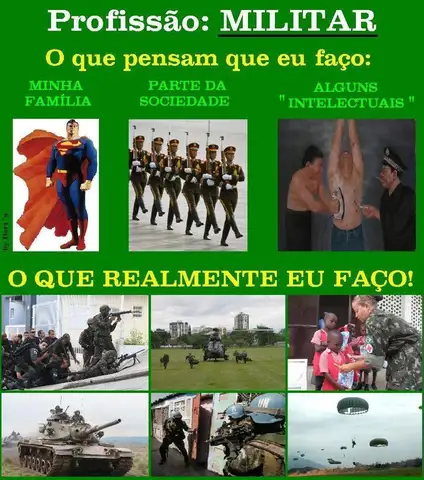 Profissão: MILITAR
O que pensam que eu faço:
MINHA
FAMÍLIA
PARTE DA
SOCIEDADE
ALGUNS
" INTELECTUAIS "
O QUE REALMENTE EU FAÇO!